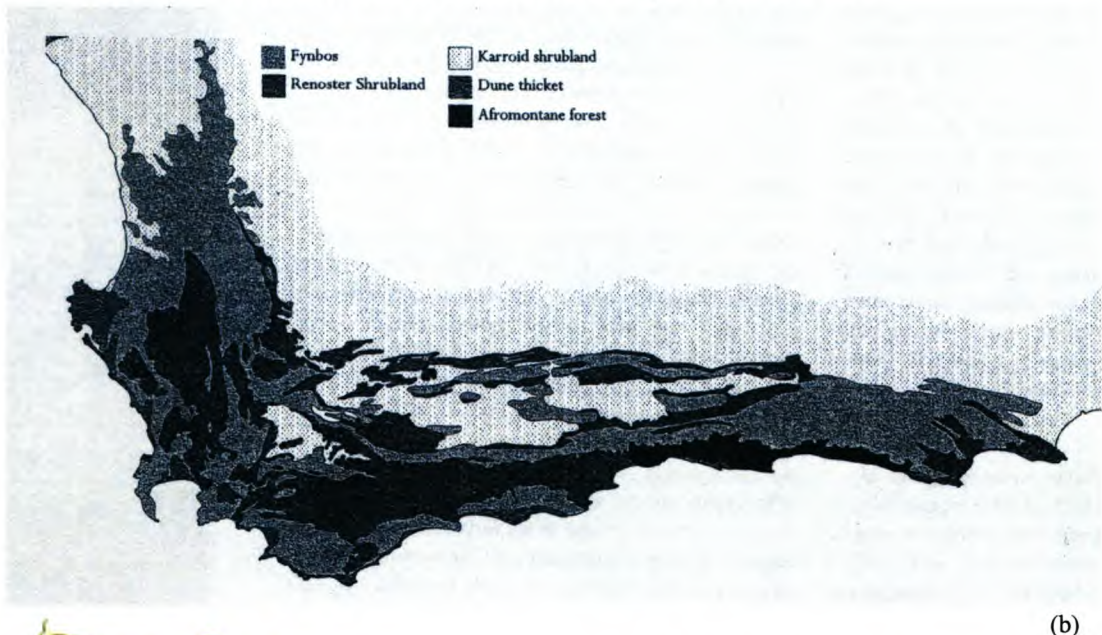 Fynbos
Renoster Shrubland
Karroid shrubland
Dune thicket
Afromontane forest
(b)